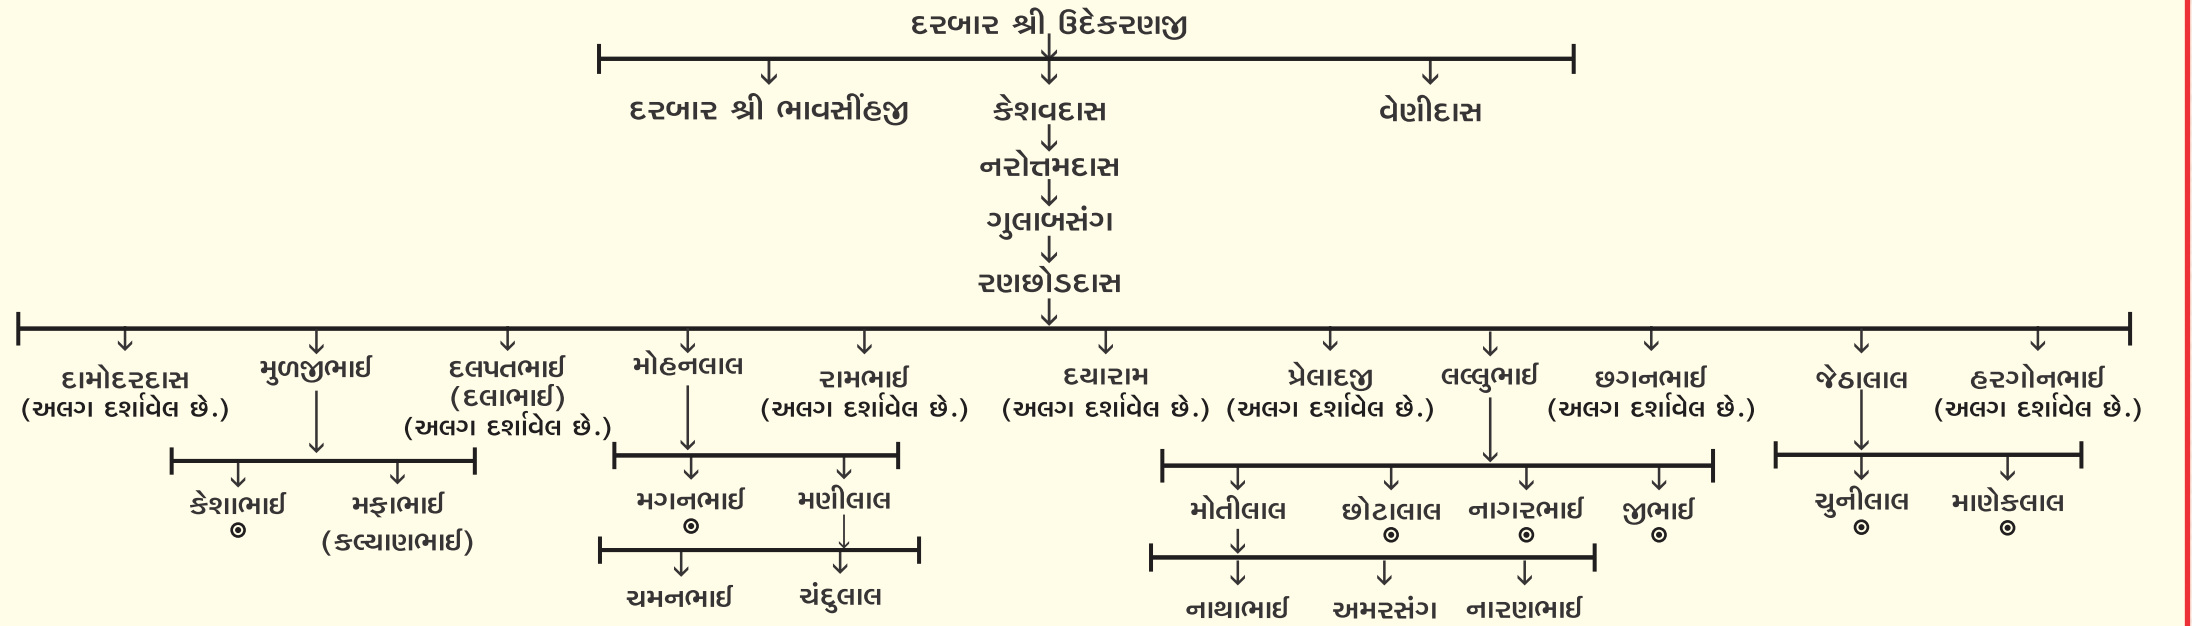 દરબાર શ્રી ઉદેકરણજી
દરબાર શ્રી ભાવસીંહજી કેશવદાસ વેણીદાસ
નરોત્તમદાસ
ગુલાબસંગ
રણછોડદાસ
દામોદરદાસ
(અલગ દર્શાવેલ છે.)
મુળજીભાઈ
દલપતભાઈ
(દલાભાઈ)
(અલગ દર્શાવેલ છે.)
મોહનલાલ
રામભાઈ
(અલગ દર્શાવેલ છે.)
દયારામ
(અલગ દર્શાવેલ છે.)
પ્રેલાદજી
(અલગ દર્શાવેલ છે.)
લલ્લુભાઈ
છગનભાઈ
(અલગ દર્શાવેલ છે.)
જેઠાલાલ
હરગોનભાઈ
(અલગ દર્શાવેલ છે.)
કેશાભાઈ
મફાભાઈ
(કલ્યાણભાઈ)
મગનભાઈ મણીલાલ
મોતીલાલ છોટાલાલ નાગરભાઈ જીભાઈ
ચુનીલાલ માણેકલાલ
ચમનભાઈ ચંદુલાલ
નાથાભાઈ અમરસંગ નારણભાઈ